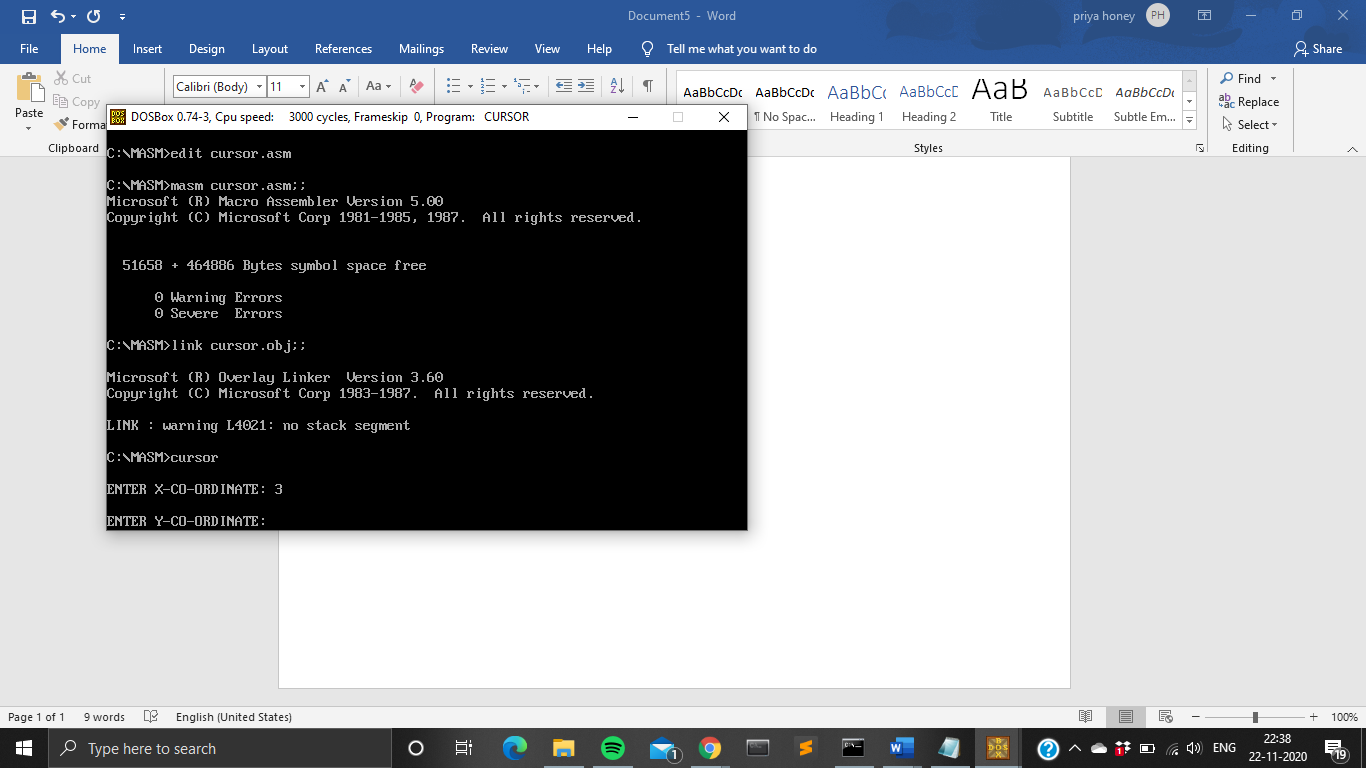 Document5 - Word
priya honey PH
File Home Insert Design Layout References Mailings Review View Help Tell me what you want to do Share
Paste
Cut
Copy
Forma
Clipboard
Calibri (Body) 11
AaBbCcDc AaBbCcDc AaBbCc AaBbCcD AaB AaBbCcD AaBbCcD
¶ No Spac... Heading 1 Heading 2 Title Subtitle Subtle Em...
Styles
Find
Replace
Select
Editing
DOSBox 0.74-3, Cpu speed: 3000 cycles, Frameskip 0, Program: CURSOR
C:\MASM>edit cursor.asm
C:\MASM>masm cursor.asm;;
Microsoft (R) Macro Assembler Version 5.00
Copyright (C) Microsoft Corp 1981-1985, 1987. All rights reserved.
51658 + 464886 Bytes symbol space free
0 Warning Errors
0 Severe Errors
C:\MASM>link cursor.obj;;
Microsoft (R) Overlay Linker Version 3.60
Copyright (C) Microsoft Corp 1983-1987. All rights reserved.
LINK : warning L4021: no stack segment
C:\MASM>cursor
ENTER X-CO-ORDINATE: 3
ENTER Y-CO-ORDINATE:
Page 1 of 1 9 words English (United States) 100%
Type here to search
1
ENG
22:38
22-11-2020
19